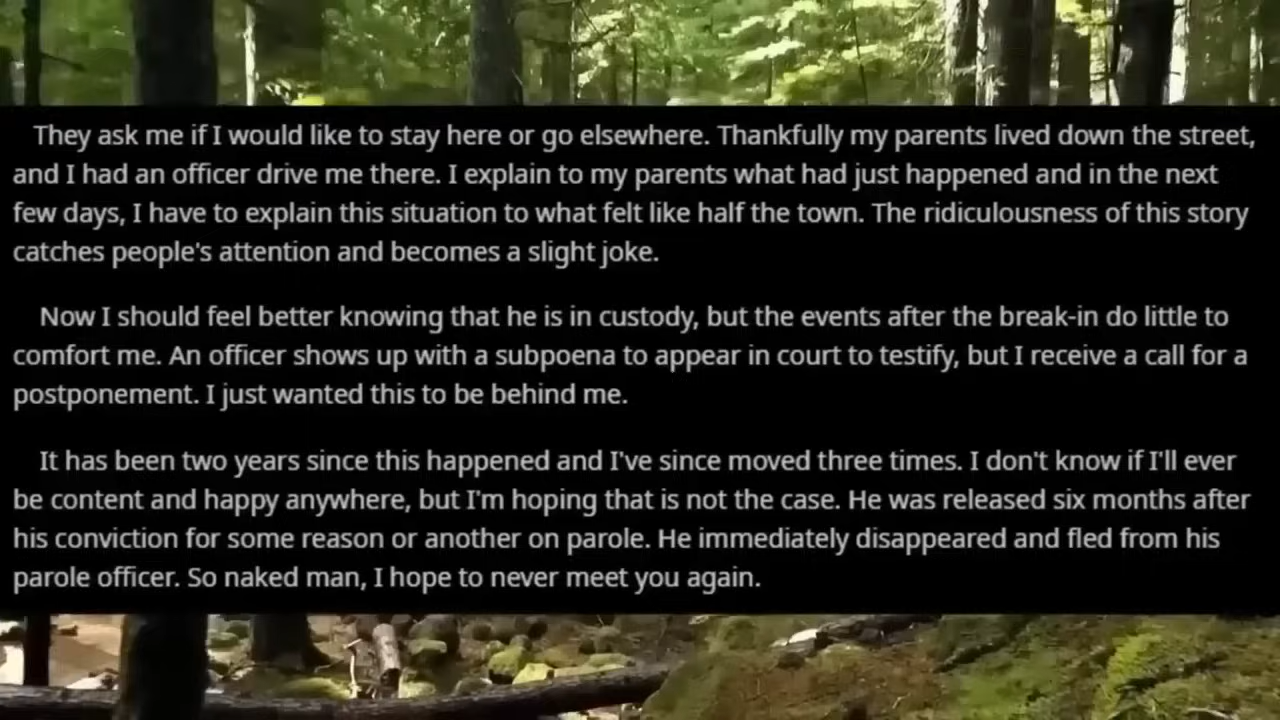 They ask me if I would like to stay here or go elsewhere. Thankfully my parents lived down the street,
and I had an officer drive me there. I explain to my parents what had just happened and in the next
few days, I have to explain this situation to what felt like half the town. The ridiculousness of this story
catches people's attention and becomes a slight joke.
Now I should feel better knowing that he is in custody, but the events after the break-in do little to
comfort me. An officer shows up with a subpoena to appear in court to testify, but I receive a call for a
postponement. I just wanted this to be behind me.
It has been two years since this happened and I've since moved three times. I don't know if I'll ever
be content and happy anywhere, but I'm hoping that is not the case. He was released six months after
his conviction for some reason or another on parole. He immediately disappeared and fled from his
parole officer. So naked man, I hope to never meet you again.